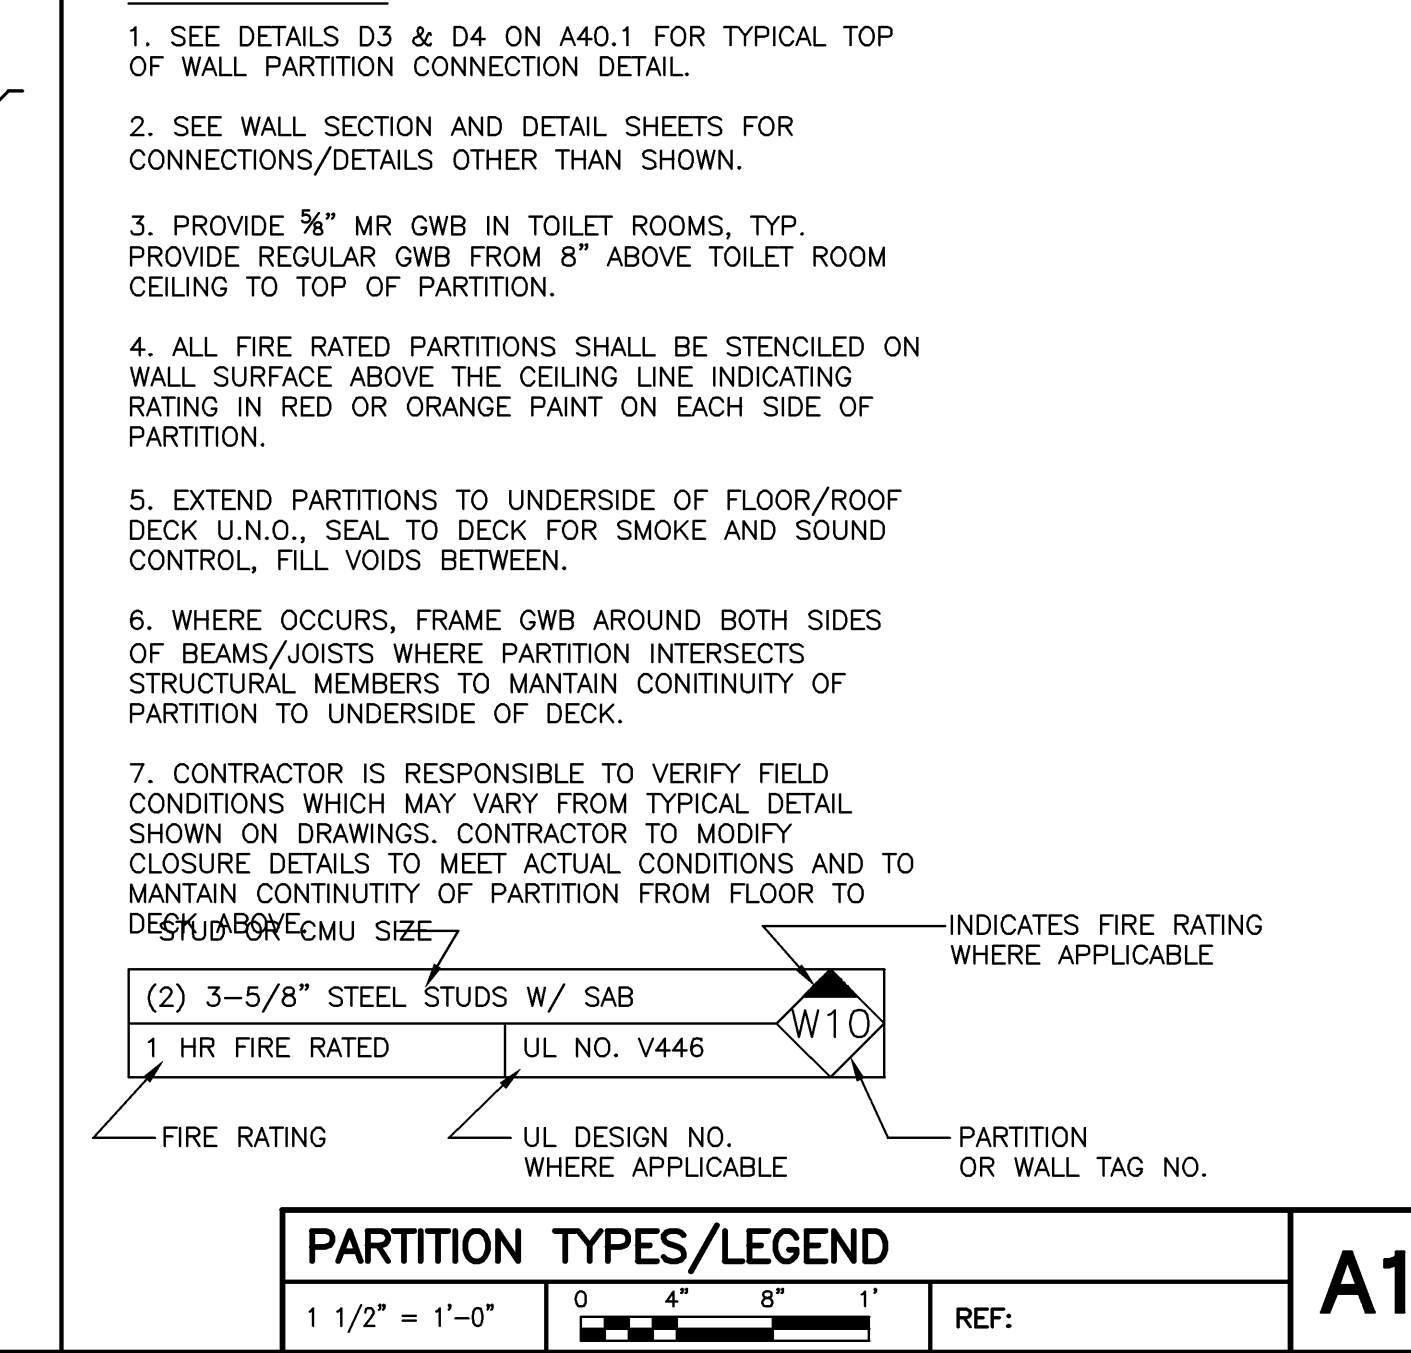 1. SEE DETAILS D3 & D4 ON A40.1 FOR TYPICAL TOP
OF WALL PARTITION CONNECTION DETAIL.
2. SEE WALL SECTION AND DETAIL SHEETS FOR
CONNECTIONS/DETAILS OTHER THAN SHOWN.
3. PROVIDE ⅝" MR GWB IN TOILET ROOMS, TYP.
PROVIDE REGULAR GWB FROM 8" ABOVE TOILET ROOM
CEILING TO TOP OF PARTITION.
4. ALL FIRE RATED PARTITIONS SHALL BE STENCILED ON
WALL SURFACE ABOVE THE CEILING LINE INDICATING
RATING IN RED OR ORANGE PAINT ON EACH SIDE OF
PARTITION.
5. EXTEND PARTITIONS TO UNDERSIDE OF FLOOR/ROOF
DECK U.N.O., SEAL TO DECK FOR SMOKE AND SOUND
CONTROL, FILL VOIDS BETWEEN.
6. WHERE OCCURS, FRAME GWB AROUND BOTH SIDES
OF BEAMS/JOISTS WHERE PARTITION INTERSECTS
STRUCTURAL MEMBERS TO MANTAIN CONITINUITY OF
PARTITION TO UNDERSIDE OF DECK.
7. CONTRACTOR IS RESPONSIBLE TO VERIFY FIELD
CONDITIONS WHICH MAY VARY FROM TYPICAL DETAIL
SHOWN ON DRAWINGS. CONTRACTOR TO MODIFY
CLOSURE DETAILS TO MEET ACTUAL CONDITIONS AND TO
MANTAIN CONTINUTITY OF PARTITION FROM FLOOR TO
DECK ABOVE.
STUD OR CMU SIZE
INDICATES FIRE RATING
WHERE APPLICABLE
(2) 3-5/8" STEEL STUDS W/ SAB
W10
1 HR FIRE RATED
UL NO. V446
FIRE RATING
UL DESIGN NO.
WHERE APPLICABLE
PARTITION
OR WALL TAG NO.
PARTITION TYPES/LEGEND
A1
1 1/2" = 1'-0"
0 4" 8" 1'
REF: